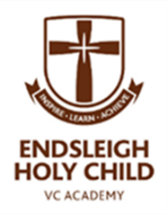 INSPIRE • LEARN • ACHIEVE
ENDSLEIGH
HOLY CHILD
VC ACADEMY